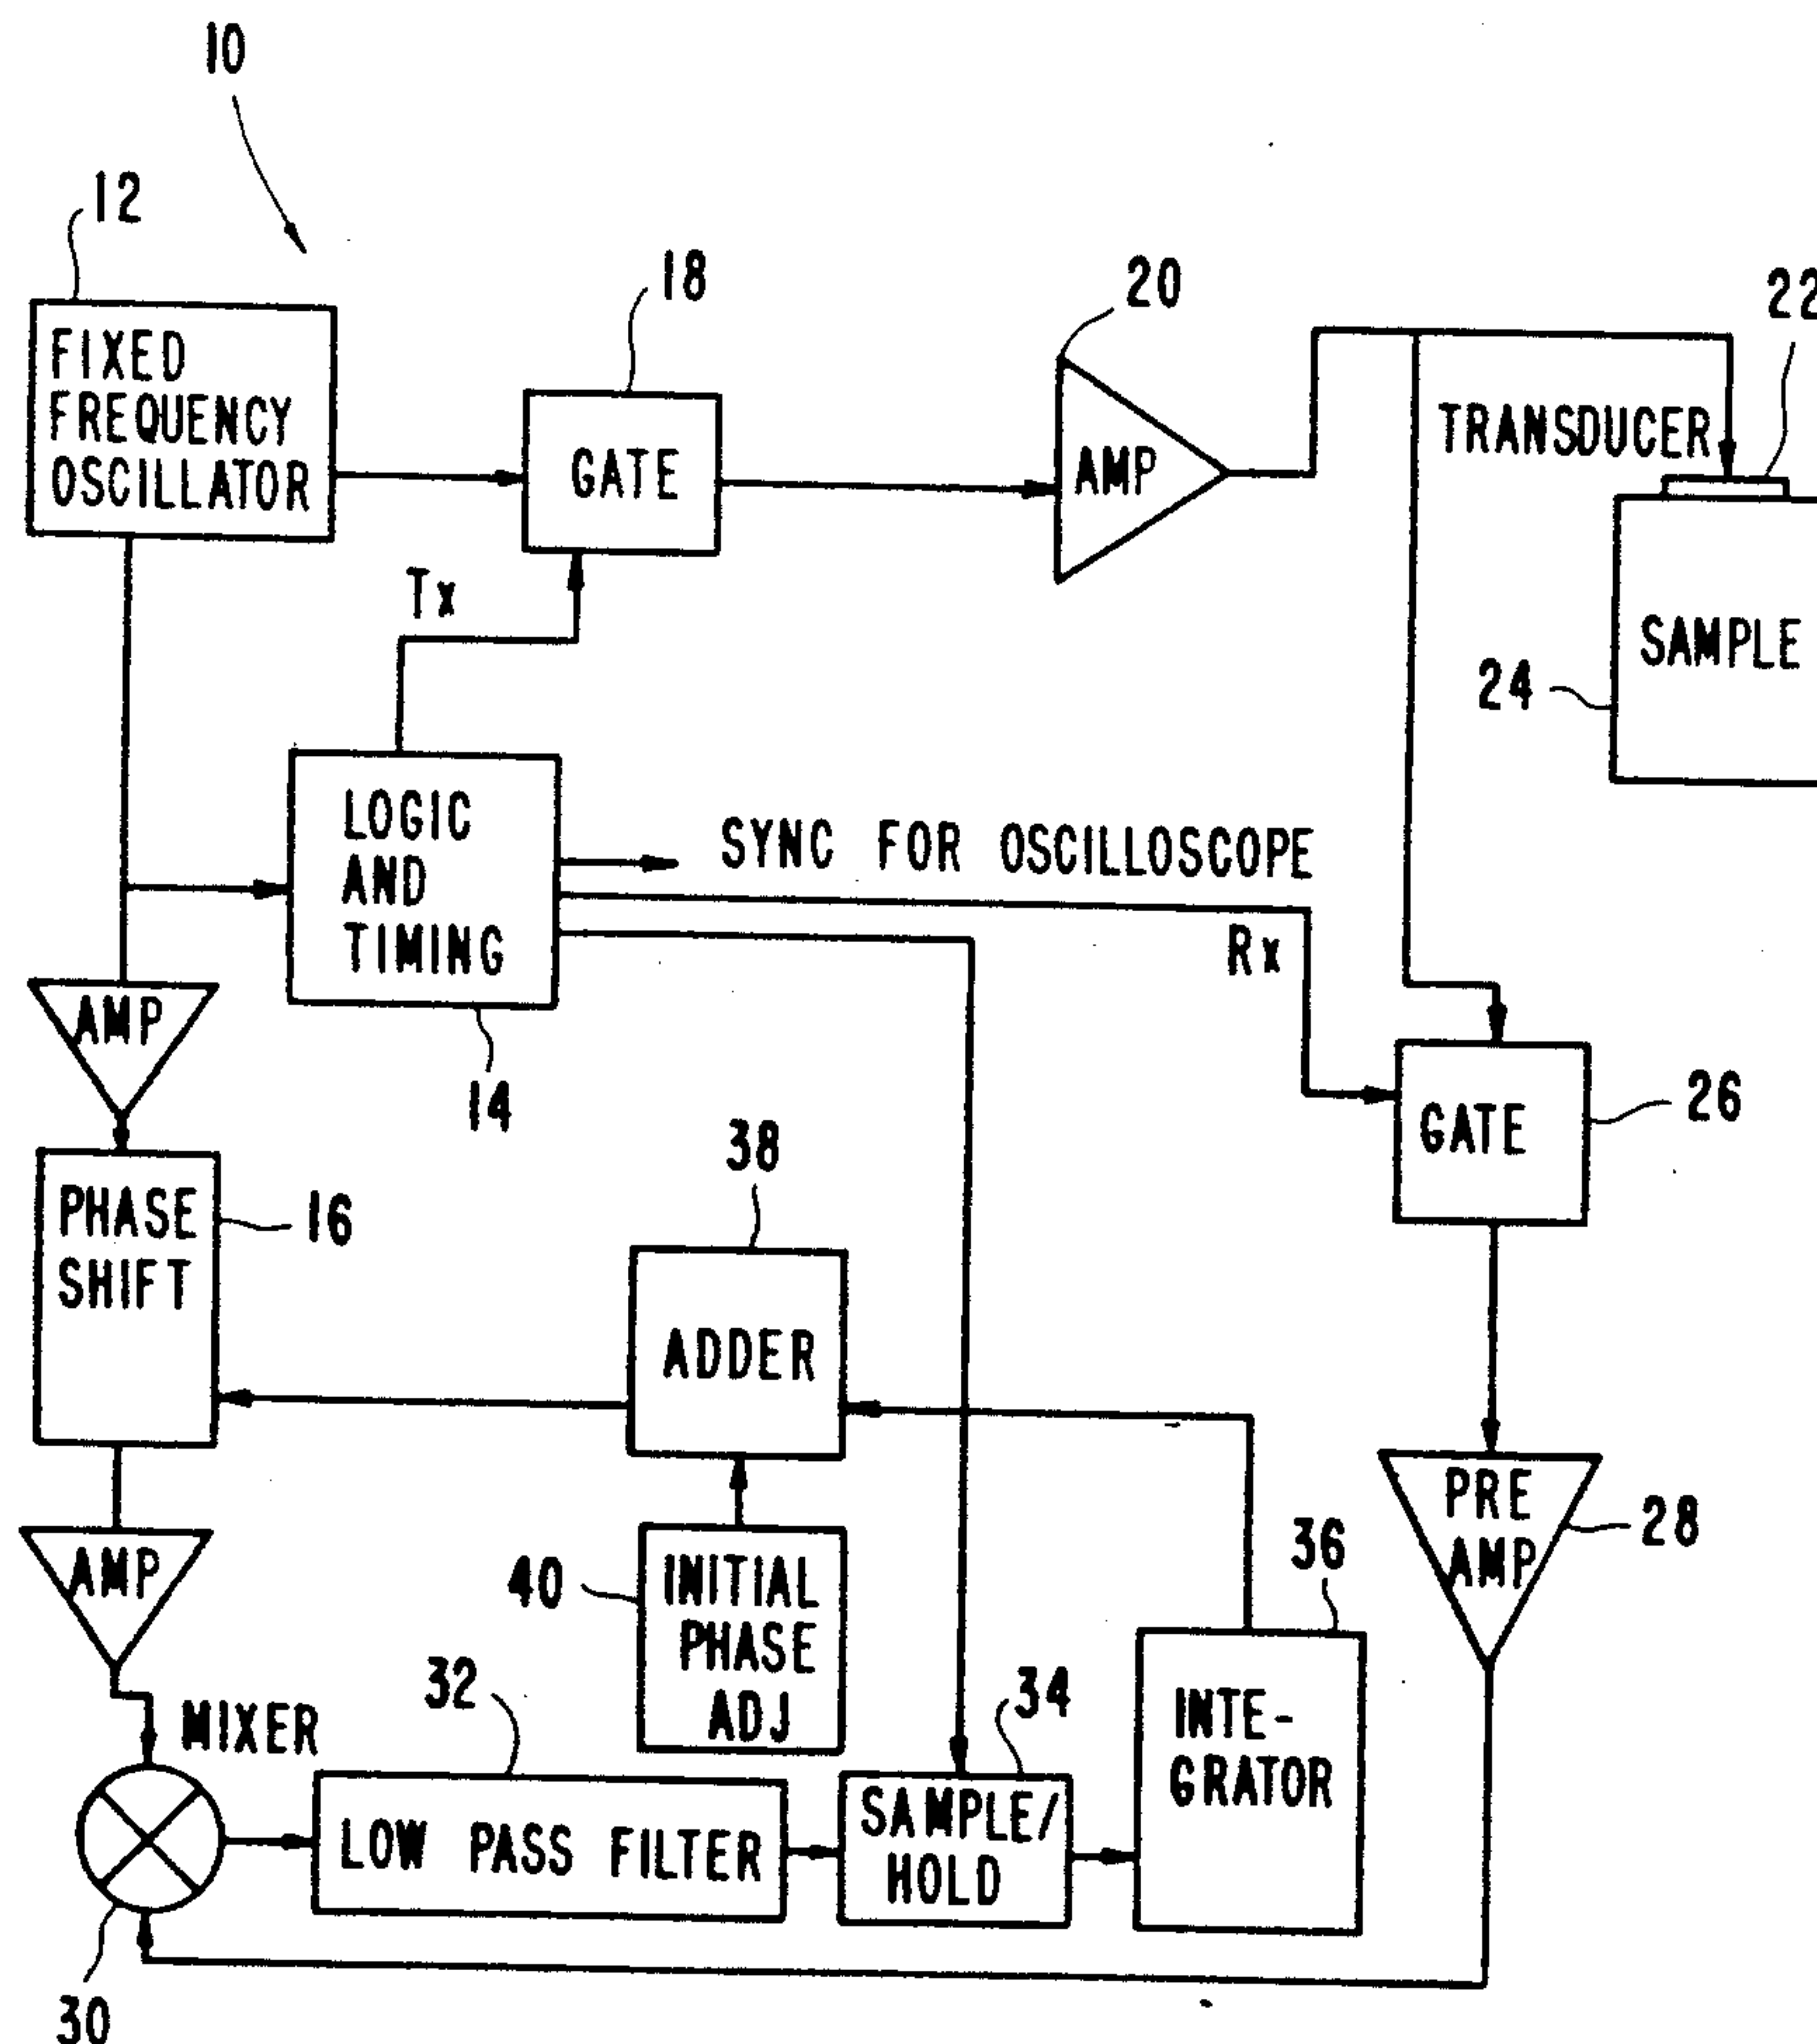 10
12
FIXED
FREQUENCY
OSCILLATOR
18
GATE
20
AMP
22
TRANSDUCER
SAMPLE
24
Tx
LOGIC
AND
TIMING
14
SYNC FOR OSCILLOSCOPE
Rx
GATE
26
AMP
PHASE
SHIFT
16
38
ADDER
PRE
AMP
28
AMP
40
INITIAL
PHASE
ADJ
36
INTE-
GRATOR
MIXER
30
32
LOW PASS FILTER
34
SAMPLE/
HOLD